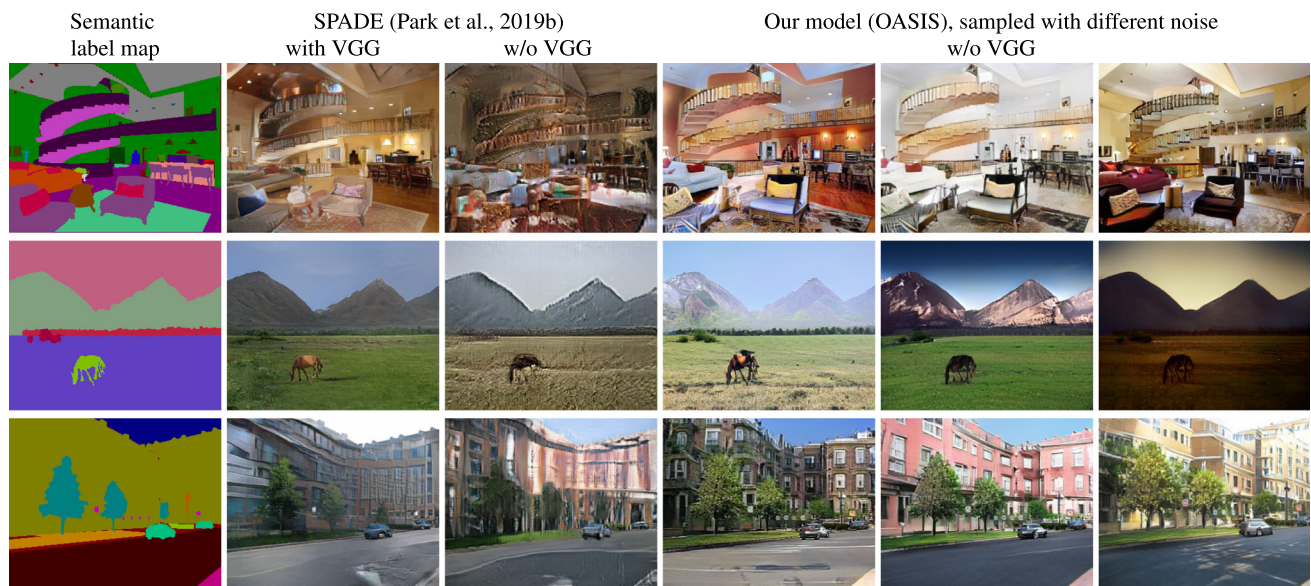 Semantic
label map
SPADE (Park et al., 2019b)
with VGG
w/o VGG
Our model (OASIS), sampled with different noise
w/o VGG